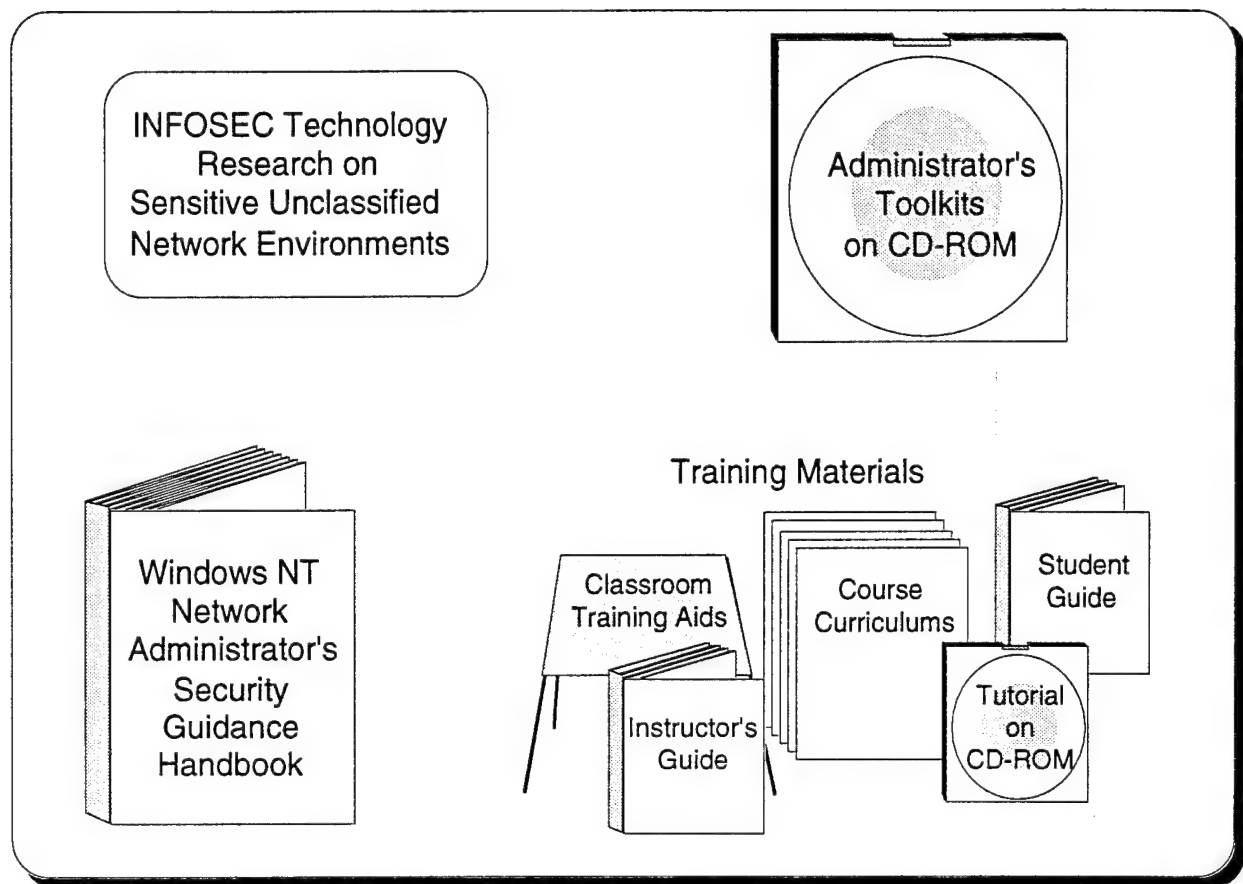 INFOSEC Technology
Research on
Sensitive Unclassified
Network Environments
Administrator's
Toolkits
on CD-ROM
Windows NT
Network
Administrator's
Security
Guidance
Handbook
Training Materials
Classroom
Training Aids
Instructor's
Guide
Course
Curriculums
Student
Guide
Tutorial
on
CD-ROM